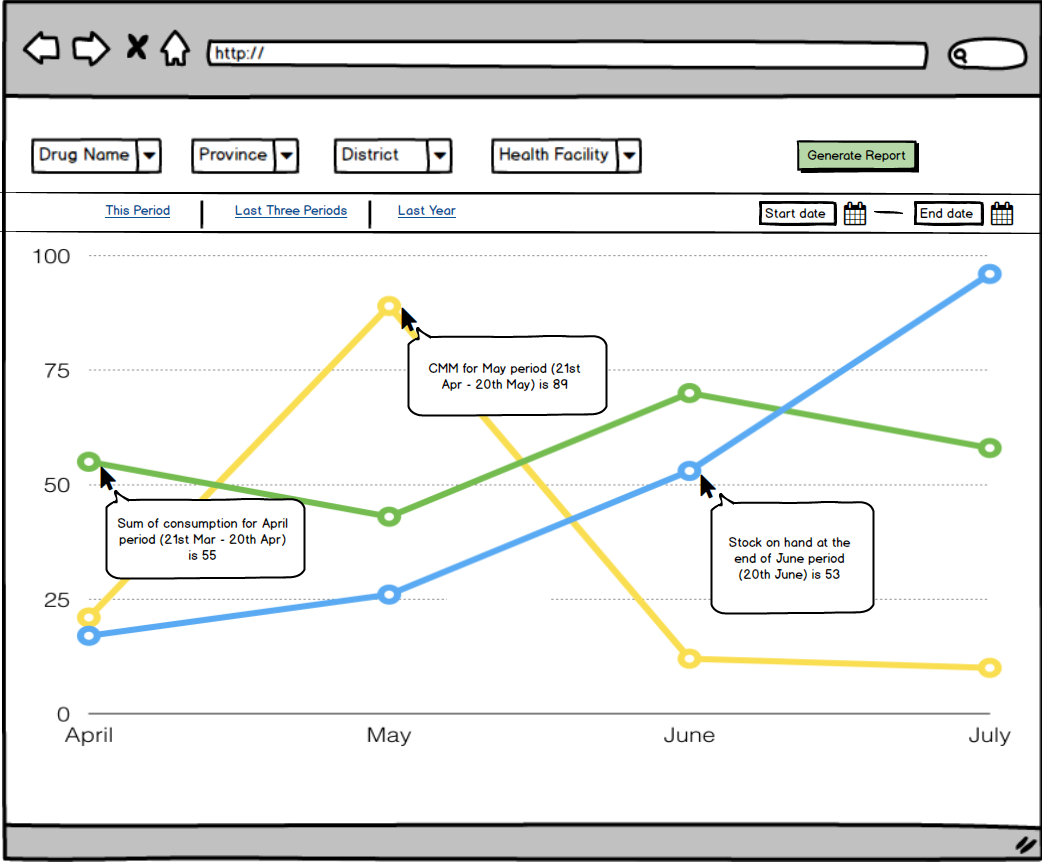 http://
Drug Name
Province
District
Health Facility
Generate Report
This Period
Last Three Periods
Last Year
Start date
End date
100
75
50
25
0
CMM for May period (21st
Apr - 20th May) is 89
Sum of consumption for April
period (21st Mar - 20th Apr)
is 55
Stock on hand at the
end of June period
(20th June) is 53
April
May
June
July